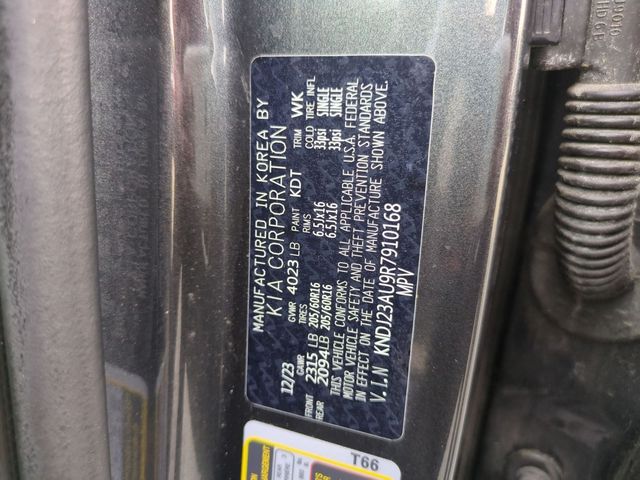 MANUFACTURED IN KOREA BY
KIA CORPORATION
12/23 GVWR 4023 LB PAINT KDT TRIM WK
GAWR TIRES RIMS COLD TIRE INFL
FRONT 2315 LB 205/60R16 6.5Jx16 33psi SINGLE
REAR 2094 LB 205/60R16 6.5Jx16 33psi SINGLE
THIS VEHICLE CONFORMS TO ALL APPLICABLE U.S.A. FEDERAL
MOTOR VEHICLE SAFETY AND THEFT PREVENTION STANDARDS
IN EFFECT ON THE DATE OF MANUFACTURE SHOWN ABOVE.
V.I.N KNDJ23AU9R7910168
MPV
T66